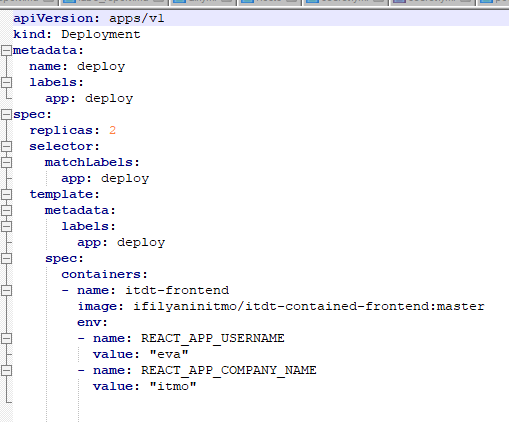 apiVersion: apps/v1
kind: Deployment
metadata:
  name: deploy
  labels:
    app: deploy
spec:
  replicas: 2
  selector:
    matchLabels:
      app: deploy
  template:
    metadata:
      labels:
        app: deploy
    spec:
      containers:
      - name: itdt-frontend
        image: ifilyaninitmo/itdt-contained-frontend:master
        env:
        - name: REACT_APP_USERNAME
          value: "eva"
        - name: REACT_APP_COMPANY_NAME
          value: "itmo"